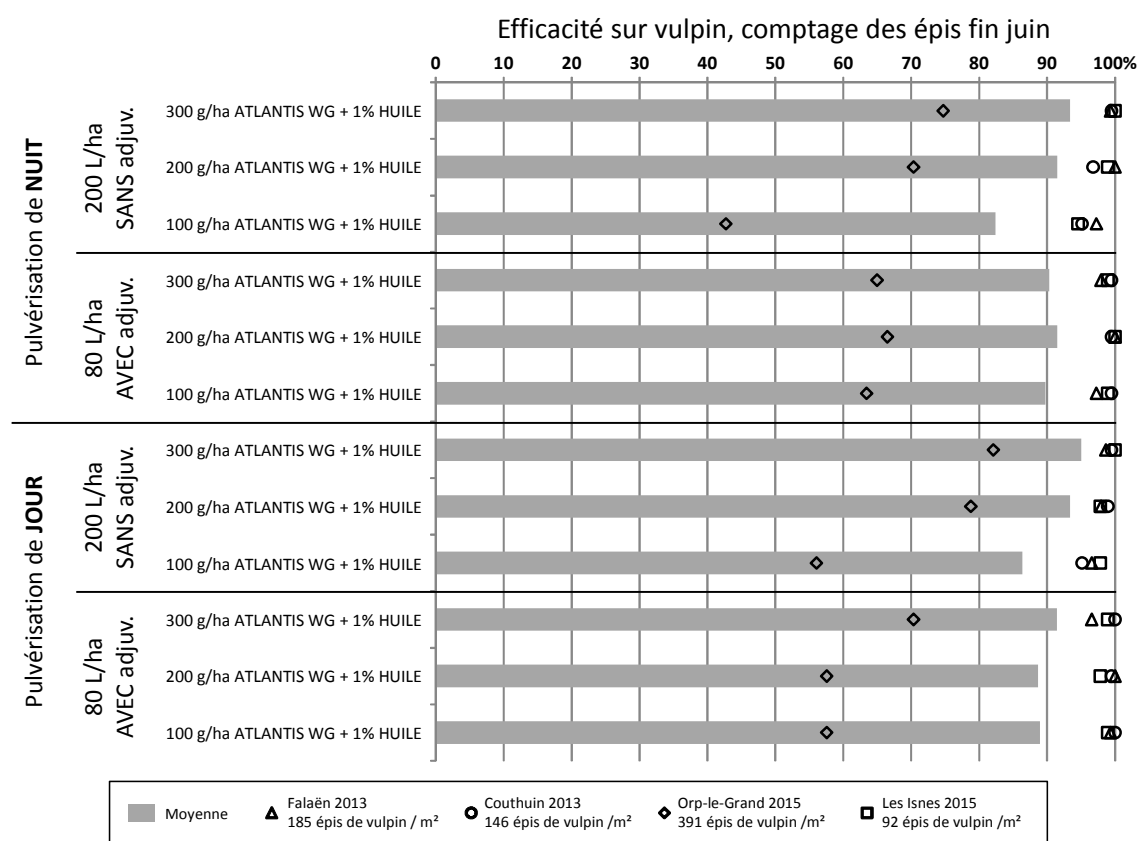 Efficacité sur vulpin, comptage des épis fin juin
0 10 20 30 40 50 60 70 80 90 100%
Pulvérisation de NUIT
200 L/ha
SANS adjuv.
300 g/ha ATLANTIS WG + 1% HUILE
200 g/ha ATLANTIS WG + 1% HUILE
100 g/ha ATLANTIS WG + 1% HUILE
80 L/ha
AVEC adjuv.
300 g/ha ATLANTIS WG + 1% HUILE
200 g/ha ATLANTIS WG + 1% HUILE
100 g/ha ATLANTIS WG + 1% HUILE
Pulvérisation de JOUR
200 L/ha
SANS adjuv.
300 g/ha ATLANTIS WG + 1% HUILE
200 g/ha ATLANTIS WG + 1% HUILE
100 g/ha ATLANTIS WG + 1% HUILE
80 L/ha
AVEC adjuv.
300 g/ha ATLANTIS WG + 1% HUILE
200 g/ha ATLANTIS WG + 1% HUILE
100 g/ha ATLANTIS WG + 1% HUILE
Moyenne
Falaën 2013
185 épis de vulpin / m²
Couthuin 2013
146 épis de vulpin /m²
Orp-le-Grand 2015
391 épis de vulpin /m²
Les Isnes 2015
92 épis de vulpin /m²